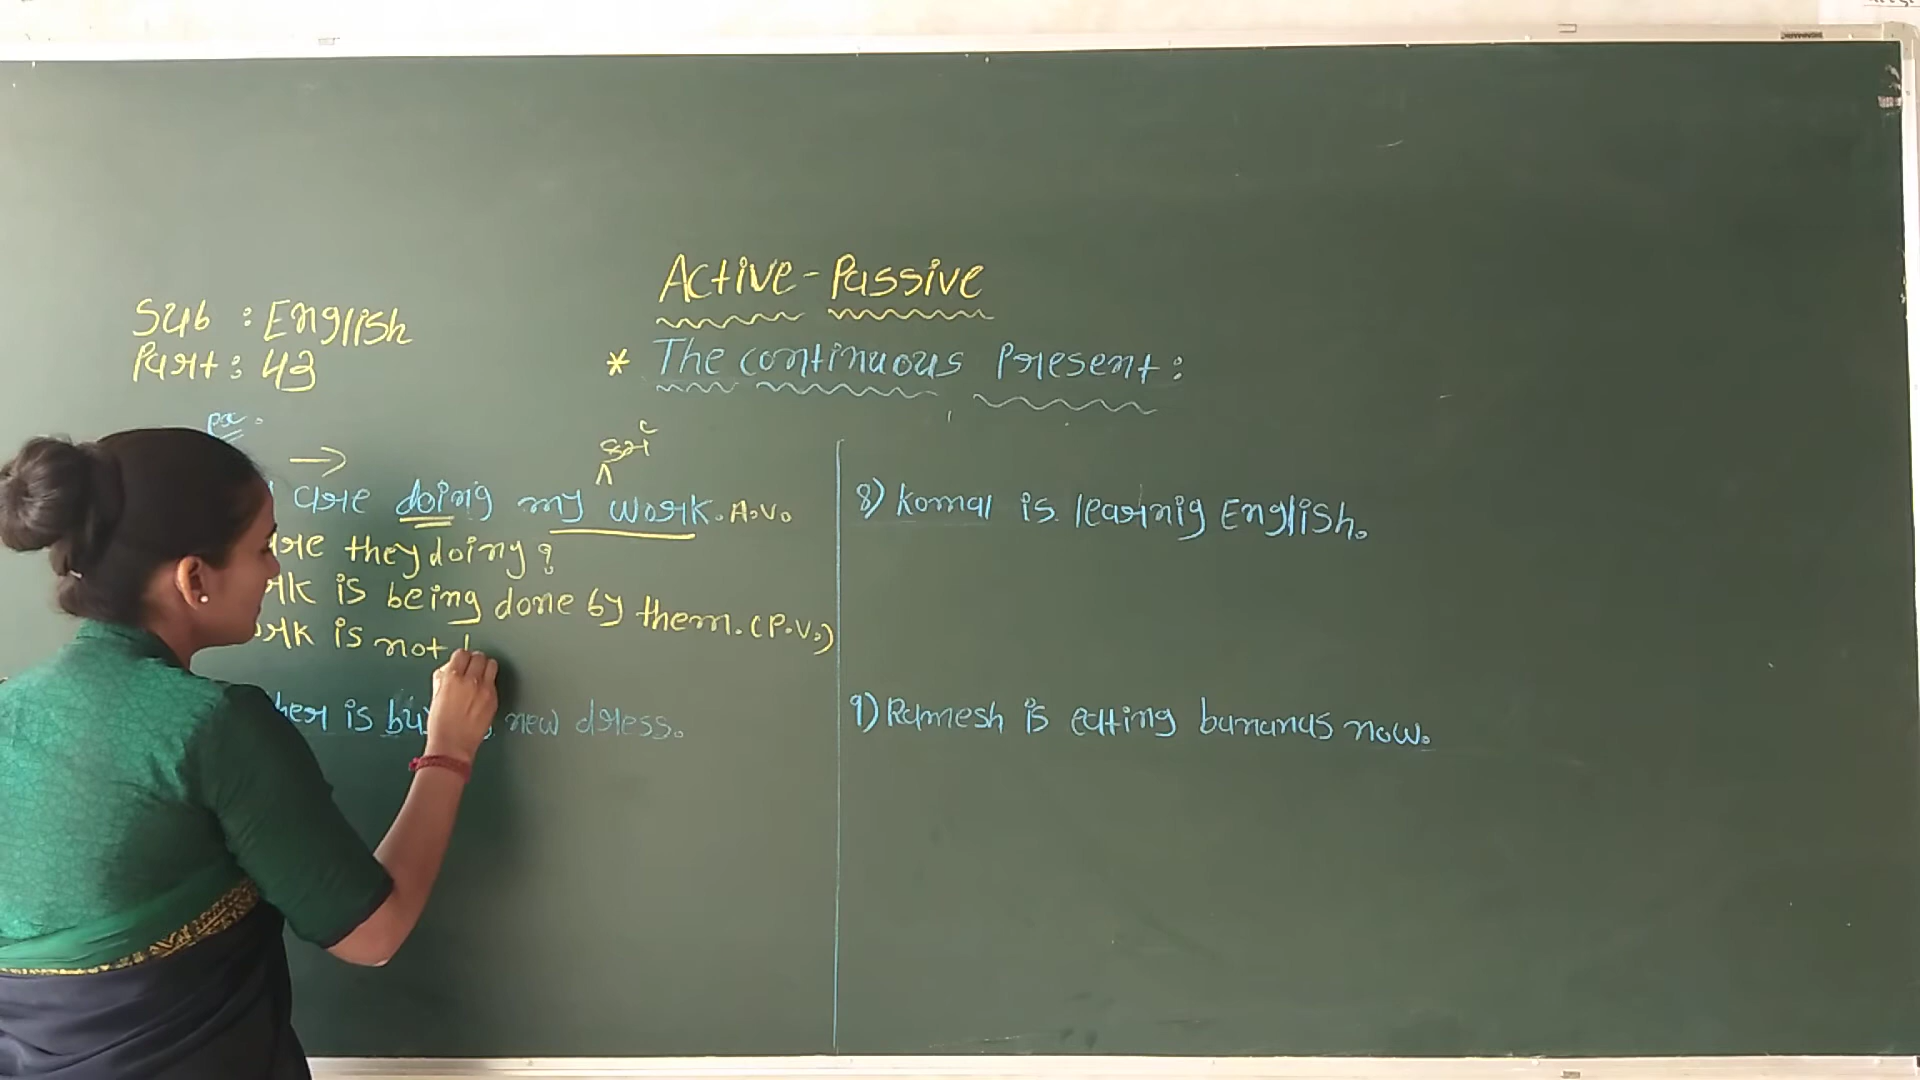 Active-Passive
Sub : English
Part : 43
* The continuous Present :
are doing my work. A.V.
are they doing?
is being done by them. (P.V.)
is not
is new dress.
8) Komal is learnig English.
9) Ramesh is eating bananas now.